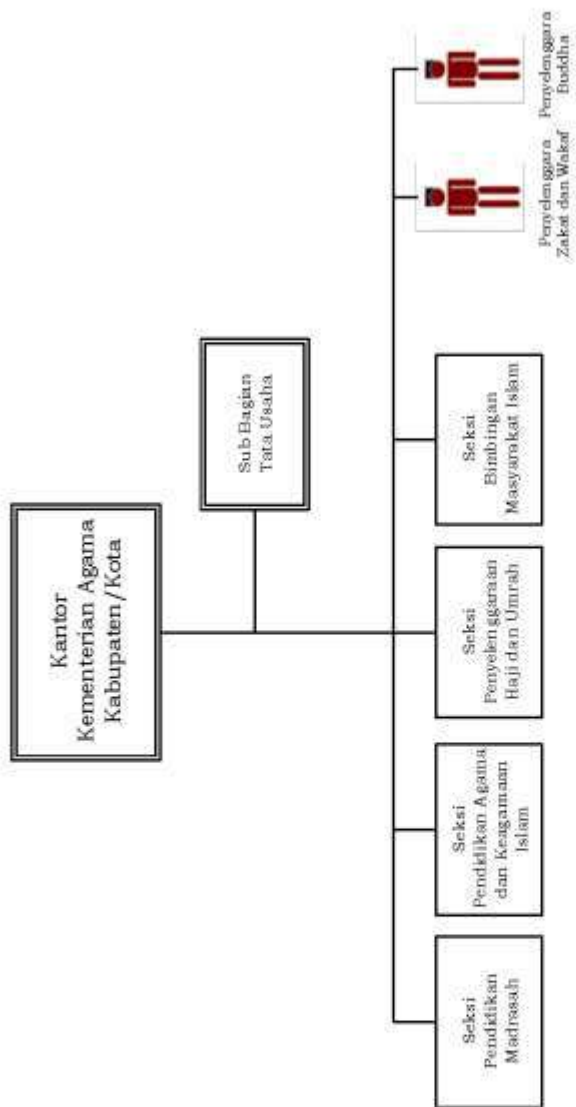 Kantor
Kementerian Agama
Kabupaten/Kota
Sub Bagian
Tata Usaha
Seksi
Pendidikan
Madrasah
Seksi
Pendidikan Agama
dan Keagamaan
Islam
Seksi
Penyelenggaraan
Haji dan Umrah
Seksi
Bimbingan
Masyarakat Islam
Penyelenggara
Zakat dan Wakaf
Penyelenggara
Buddha